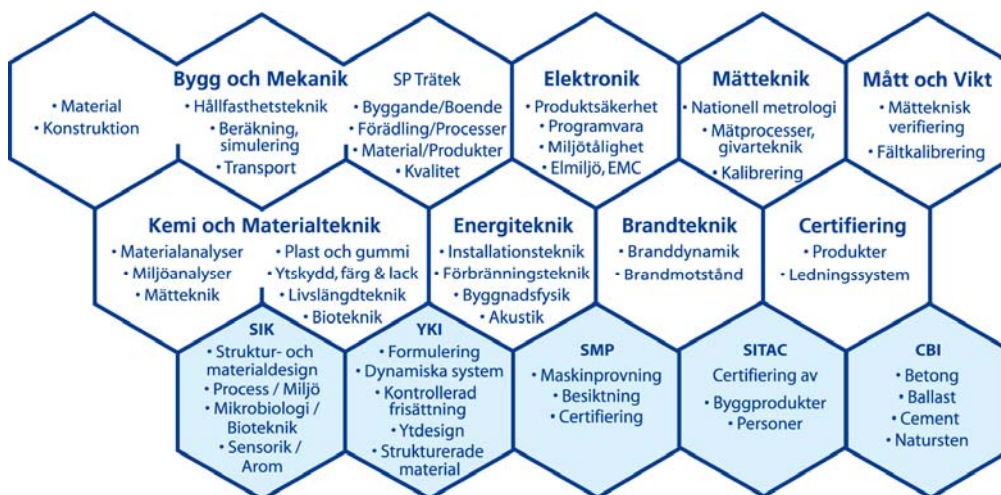 Bygg och Mekanik
• Material
• Konstruktion
• Hållfasthetsteknik
• Beräkning,
simulering
• Transport
SP Trätek
• Byggande/Boende
• Förädling/Processer
• Material/Produkter
• Kvalitet
Elektronik
• Produktsäkerhet
• Programvara
• Miljötålighet
• Elmiljö, EMC
Mätteknik
• Nationell metrologi
• Mätprocesser,
givarteknik
• Kalibrering
Mått och Vikt
• Mätteknisk
verifiering
• Fältkalibrering
Kemi och Materialteknik
• Materialanalyser
• Miljöanalyser
• Mätteknik
• Plast och gummi
• Ytskydd, färg & lack
• Livslängdteknik
• Bioteknik
Energiteknik
• Installationsteknik
• Förbränningsteknik
• Byggnadsfysik
• Akustik
Brandteknik
• Branddynamik
• Brandmotstånd
Certifiering
• Produkter
• Ledningssystem
SIK
• Struktur- och
materialdesign
• Process / Miljö
• Mikrobiologi /
Bioteknik
• Sensorik /
Arom
YKI
• Formulering
• Dynamiska system
• Kontrollerad
frisättning
• Ytdesign
• Strukturerade
material
SMP
• Maskinprovning
• Besiktning
• Certifiering
SITAC
Certifiering av
• Byggprodukter
• Personer
CBI
• Betong
• Ballast
• Cement
• Natursten